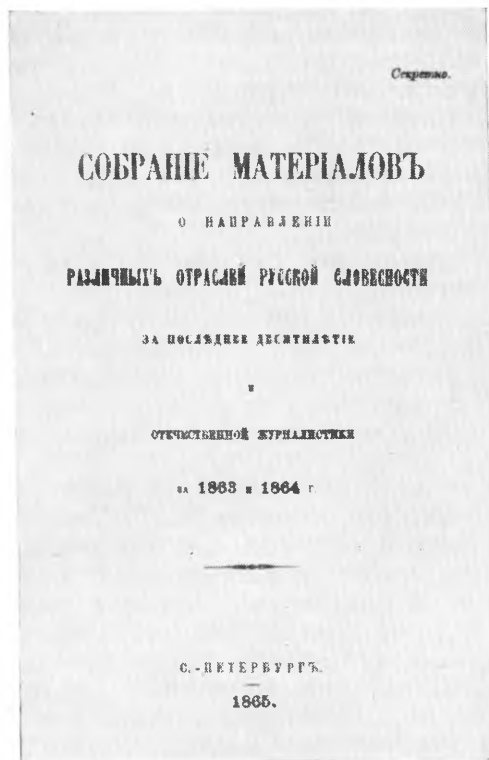 Секретно.
СОБРАНІЕ МАТЕРІАЛОВЪ
О НАПРАВЛЕНІИ
РАЗЛИЧНЫХЪ ОТРАСЛЕЙ РУССКОЙ СЛОВЕСНОСТИ
ЗА ПОСЛѢДНЕЕ ДЕСЯТИЛѢТІЕ
И
ОТЕЧЕСТВЕННОЙ ЖУРНАЛИСТИКИ
ЗА 1863 и 1864 г.
С.-ПЕТЕРБУРГЪ.
1865.